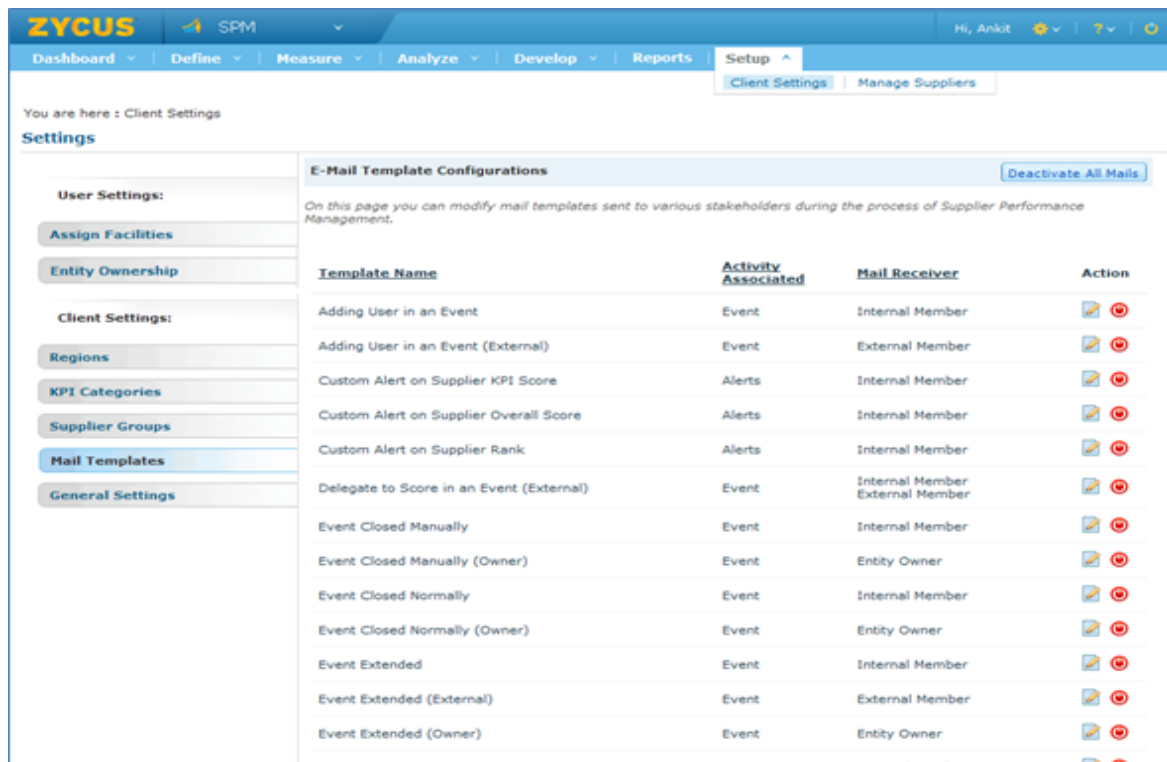 ZYCUS SPM Hi, Ankit ?
Dashboard Define Measure Analyze Develop Reports Setup
Client Settings Manage Suppliers
You are here : Client Settings
Settings
User Settings:
Assign Facilities
Entity Ownership
Client Settings:
Regions
KPI Categories
Supplier Groups
Mail Templates
General Settings
E-Mail Template Configurations Deactivate All Mails
On this page you can modify mail templates sent to various stakeholders during the process of Supplier Performance
Management.
Template Name Activity Associated Mail Receiver Action
Adding User in an Event Event Internal Member
Adding User in an Event (External) Event External Member
Custom Alert on Supplier KPI Score Alerts Internal Member
Custom Alert on Supplier Overall Score Alerts Internal Member
Custom Alert on Supplier Rank Alerts Internal Member
Delegate to Score in an Event (External) Event Internal Member External Member
Event Closed Manually Event Internal Member
Event Closed Manually (Owner) Event Entity Owner
Event Closed Normally Event Internal Member
Event Closed Normally (Owner) Event Entity Owner
Event Extended Event Internal Member
Event Extended (External) Event External Member
Event Extended (Owner) Event Entity Owner